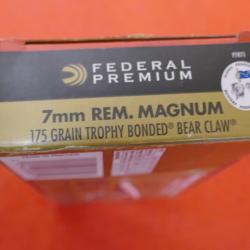 FEDERAL
PREMIUM
7mm REM. MAGNUM
175 GRAIN TROPHY BONDED® BEAR CLAW®